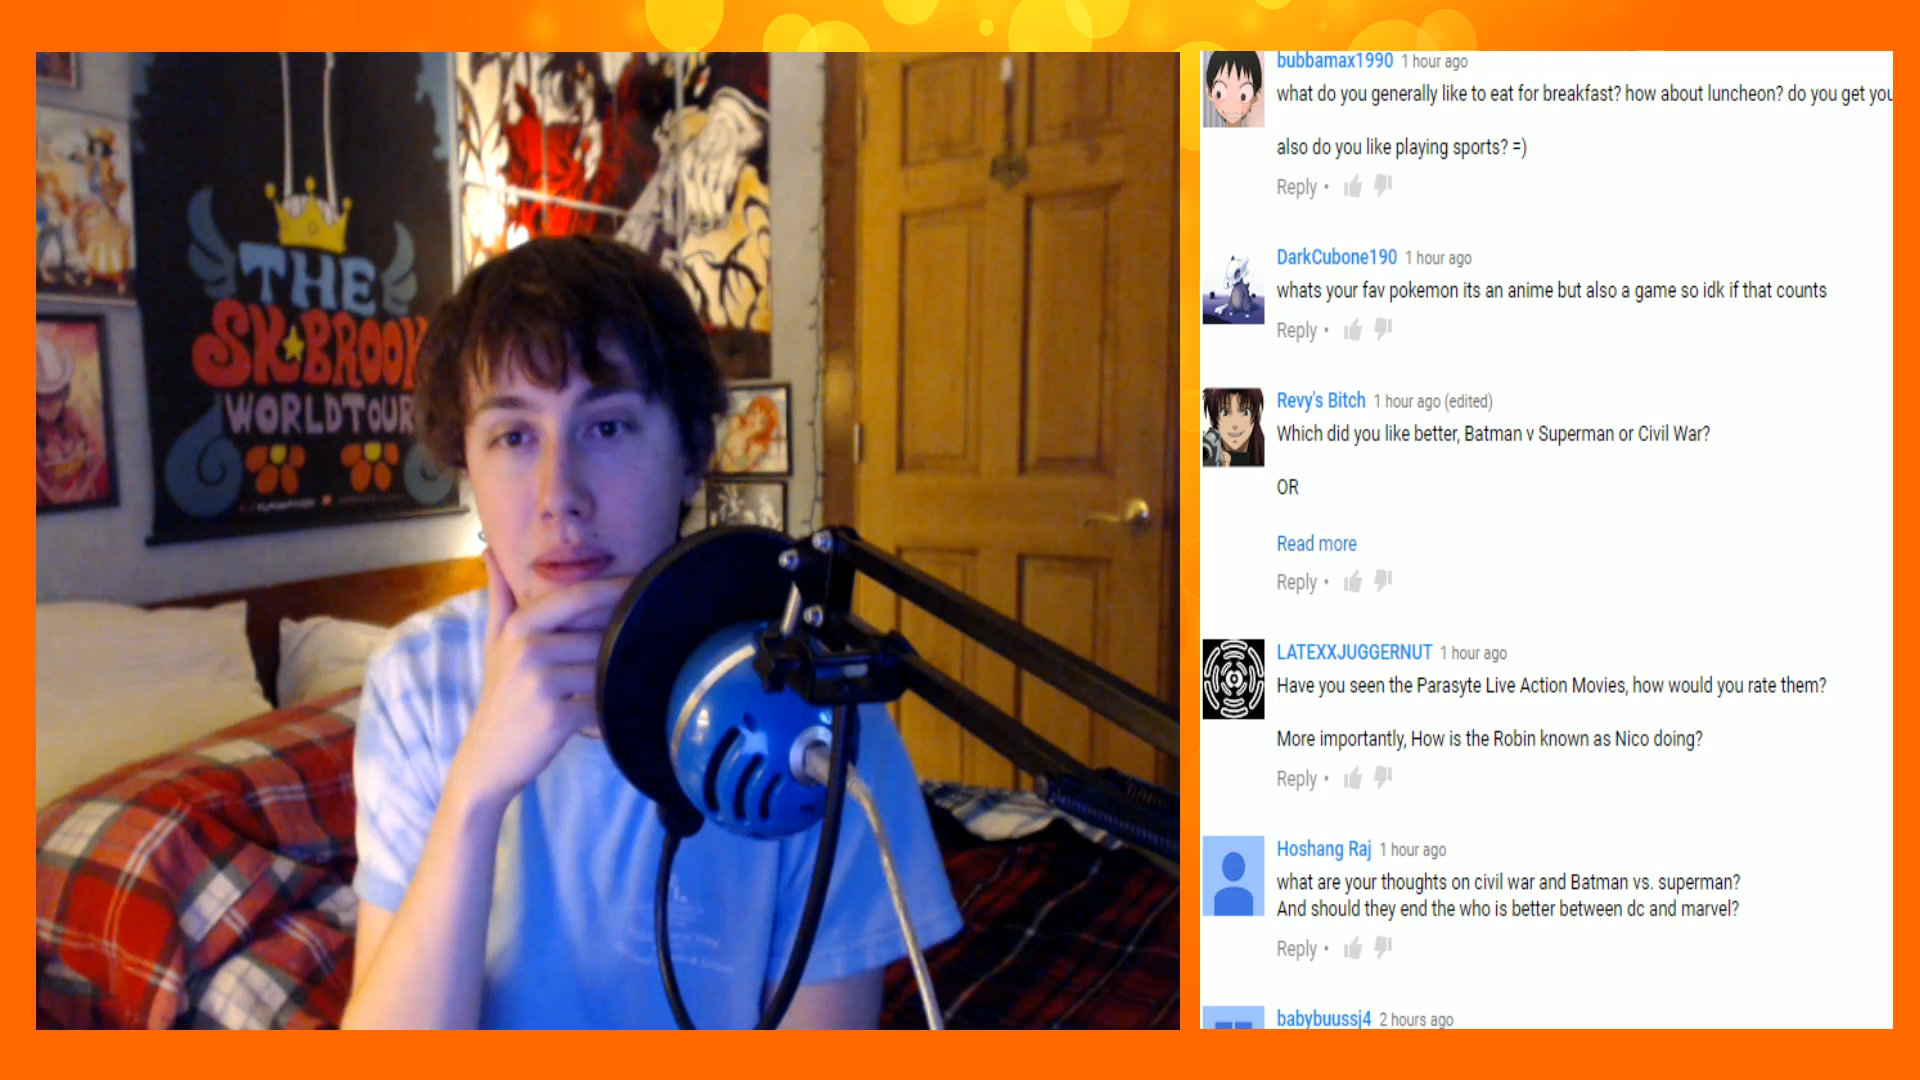 THE
SK★BROOK
WORLD TOUR
bubbamax1990 1 hour ago
what do you generally like to eat for breakfast? how about luncheon? do you get you
also do you like playing sports? =)
Reply •
DarkCubone190 1 hour ago
whats your fav pokemon its an anime but also a game so idk if that counts
Reply •
Revy's Bitch 1 hour ago (edited)
Which did you like better, Batman v Superman or Civil War?
OR
Read more
Reply •
LATEXXJUGGERNUT 1 hour ago
Have you seen the Parasyte Live Action Movies, how would you rate them?
More importantly, How is the Robin known as Nico doing?
Reply •
Hoshang Raj 1 hour ago
what are your thoughts on civil war and Batman vs. superman?
And should they end the who is better between dc and marvel?
Reply •
babybuussj4 2 hours ago